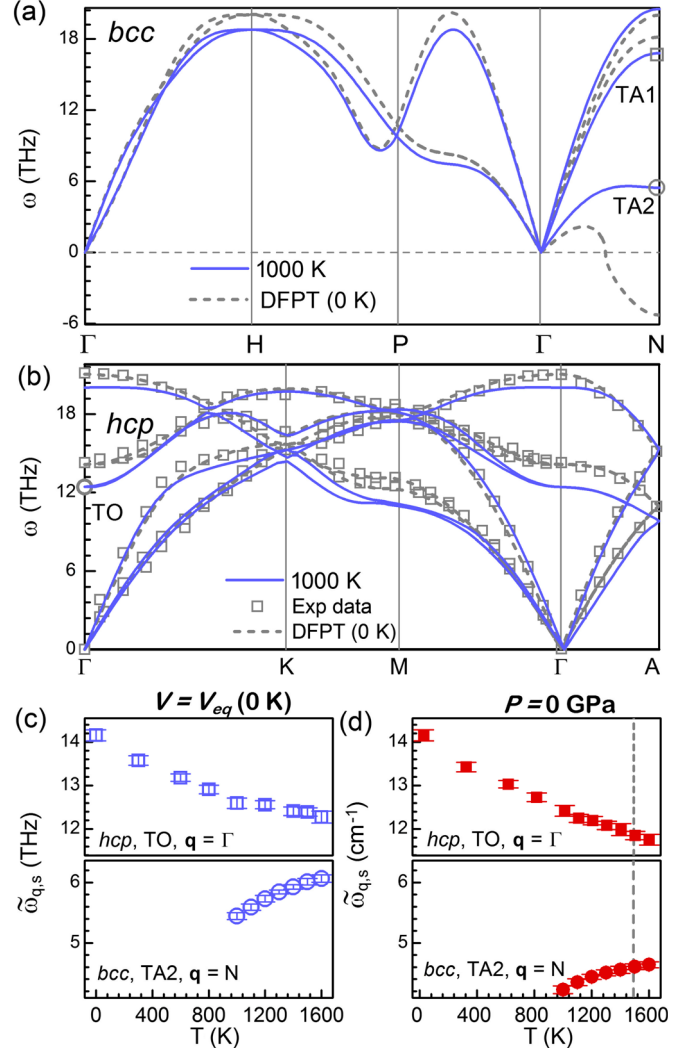 (a)
bcc
18
12
6
0
-6
ω (THz)
TA1
TA2
1000 K
DFPT (0 K)
Γ H P Γ N
(b)
hcp
18
12
6
0
ω (THz)
TO
1000 K
Exp data
DFPT (0 K)
Γ K M Γ A
V = Veq (0 K)
P = 0 GPa
(c)
14
13
12
hcp, TO, q = Γ
6
5
bcc, TA2, q = N
ω̃q,s (THz)
0 400 800 1200 1600
T (K)
(d)
14
13
12
hcp, TO, q = Γ
6
5
bcc, TA2, q = N
ω̃q,s (cm-1)
0 400 800 1200 1600
T (K)